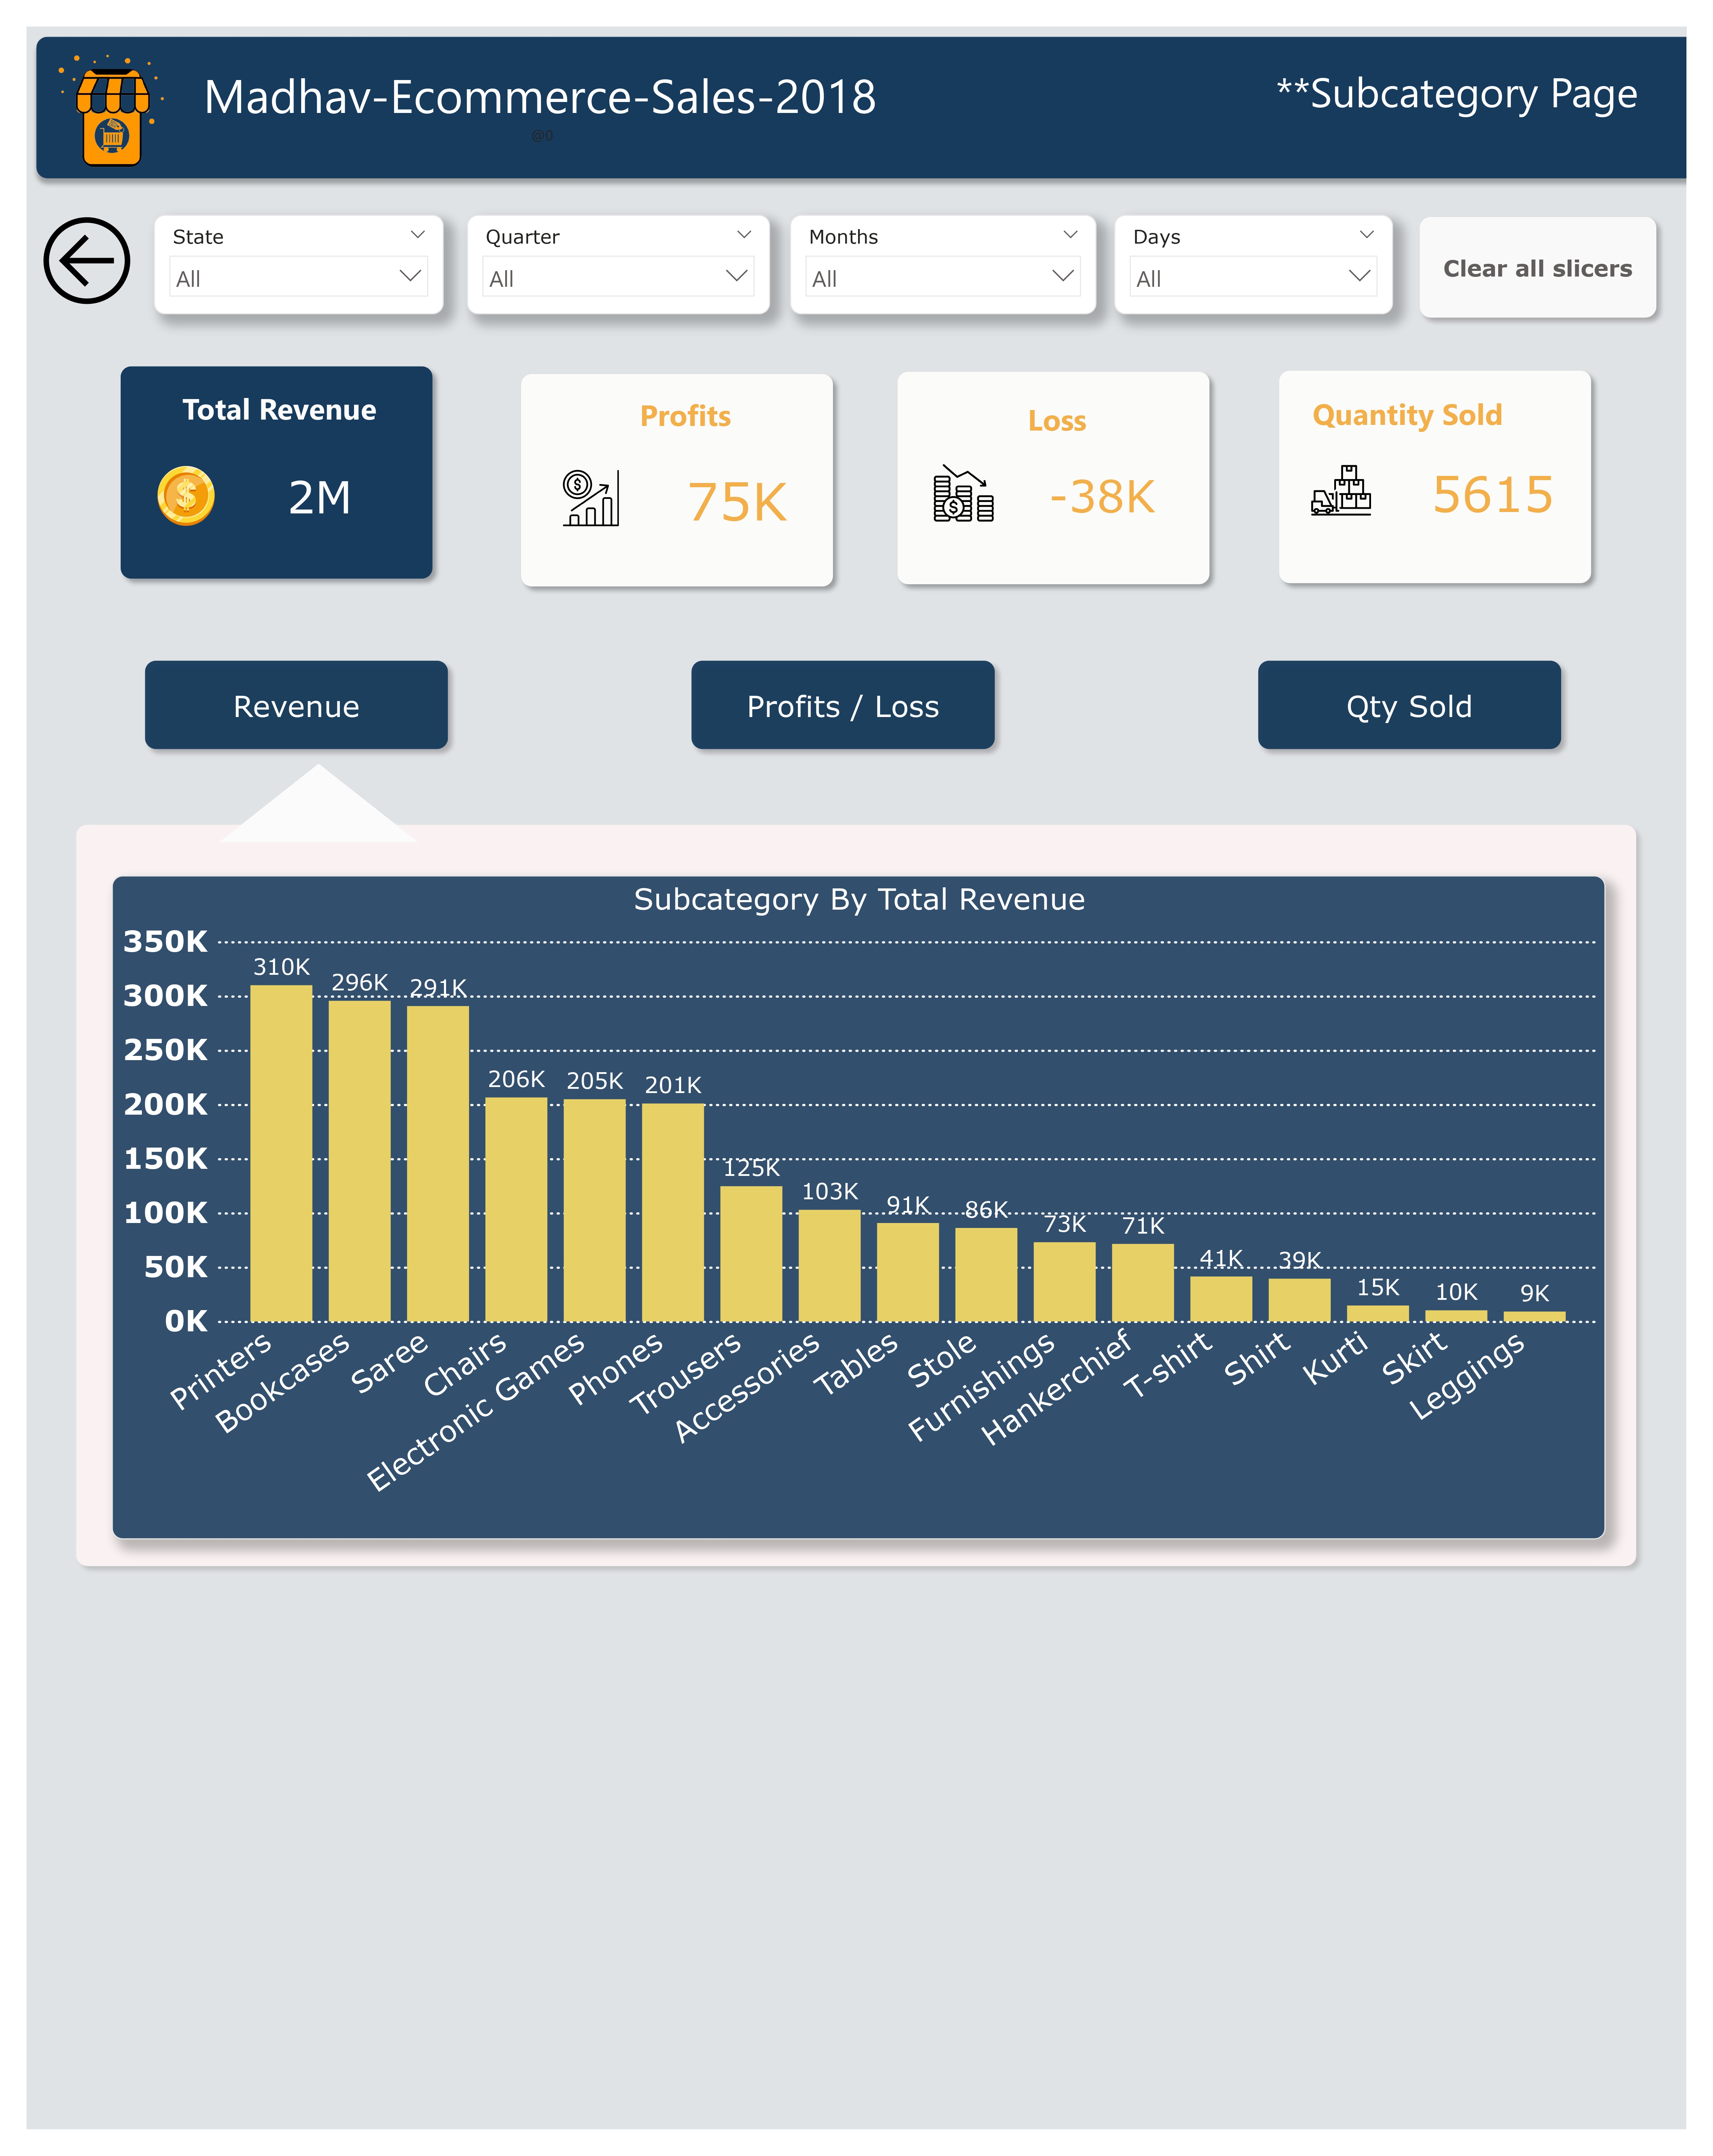 Madhav-Ecommerce-Sales-2018
**Subcategory Page
@0
State
All
Quarter
All
Months
All
Days
All
Clear all slicers
Total Revenue
2M
Profits
75K
Loss
-38K
Quantity Sold
5615
Revenue
Profits / Loss
Qty Sold
Subcategory By Total Revenue
350K
300K
250K
200K
150K
100K
50K
0K
310K
296K
291K
206K
205K
201K
125K
103K
91K
86K
73K
71K
41K
39K
15K
10K
9K
Printers
Bookcases
Saree
Chairs
Electronic Games
Phones
Trousers
Accessories
Tables
Stole
Furnishings
Hankerchief
T-shirt
Shirt
Kurti
Skirt
Leggings